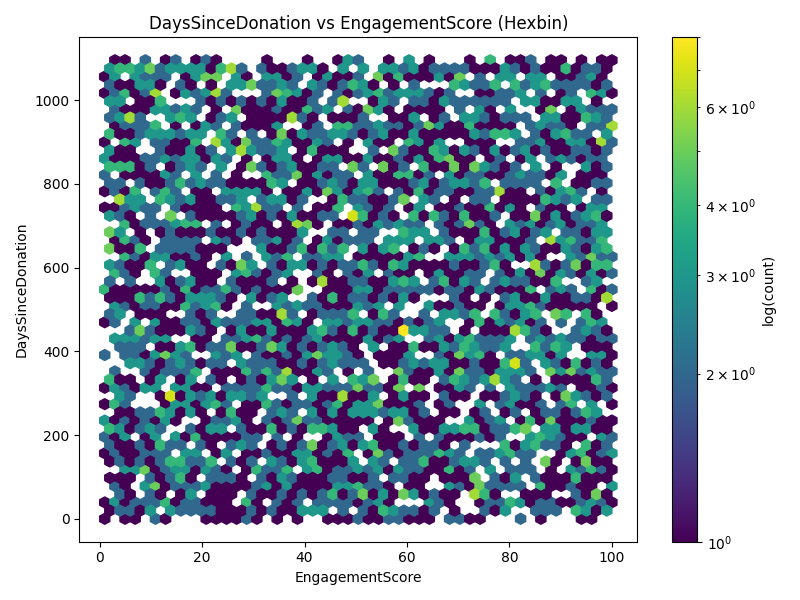 DaysSinceDonation vs EngagementScore (Hexbin)
DaysSinceDonation
1000
800
600
400
200
0
0 20 40 60 80 100
EngagementScore
6 × 10⁰
4 × 10⁰
3 × 10⁰
2 × 10⁰
10⁰
log(count)